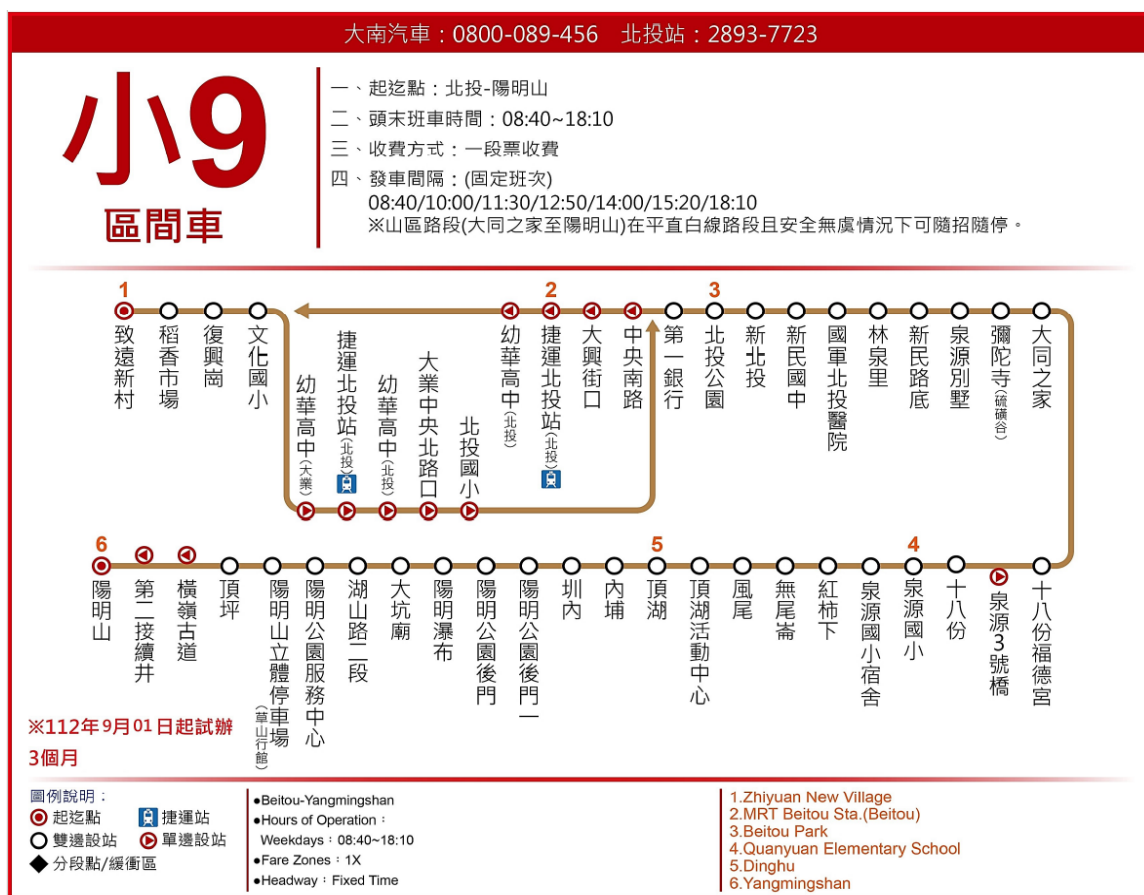 大南汽車：0800-089-456 北投站：2893-7723
小9
區間車
一、起迄點：北投-陽明山
二、頭末班車時間：08:40~18:10
三、收費方式：一段票收費
四、發車間隔：(固定班次)
08:40/10:00/11:30/12:50/14:00/15:20/18:10
※山區路段(大同之家至陽明山)在平直白線路段且安全無虞情況下可隨招隨停。
1
致遠新村
稻香市場
復興崗
文化國小
幼華高中(大業)
捷運北投站(北投)
幼華高中(北投)
大業中央北路口
北投國小
幼華高中(北投)
2
捷運北投站(北投)
大興街口
中央南路
第一銀行
3
北投公園
新北投
新民國中
國軍北投醫院
林泉里
新民路底
泉源別墅
彌陀寺(硫磺谷)
大同之家
6
陽明山
第二接續井
橫嶺古道
頂坪
陽明山立體停車場(草山行館)
陽明公園服務中心
湖山路二段
大坑廟
陽明瀑布
陽明公園後門
陽明公園後門一
圳內
內埔
5
頂湖
頂湖活動中心
風尾
無尾崙
紅柿下
泉源國小宿舍
4
泉源國小
十八份
泉源3號橋
十八份福德宮
※112年9月01日起試辦
3個月
圖例說明：
起迄點 捷運站
雙邊設站 單邊設站
分段點/緩衝區
●Beitou-Yangmingshan
●Hours of Operation：
Weekdays：08:40~18:10
●Fare Zones：1X
●Headway：Fixed Time
1.Zhiyuan New Village
2.MRT Beitou Sta.(Beitou)
3.Beitou Park
4.Quanyuan Elementary School
5.Dinghu
6.Yangmingshan